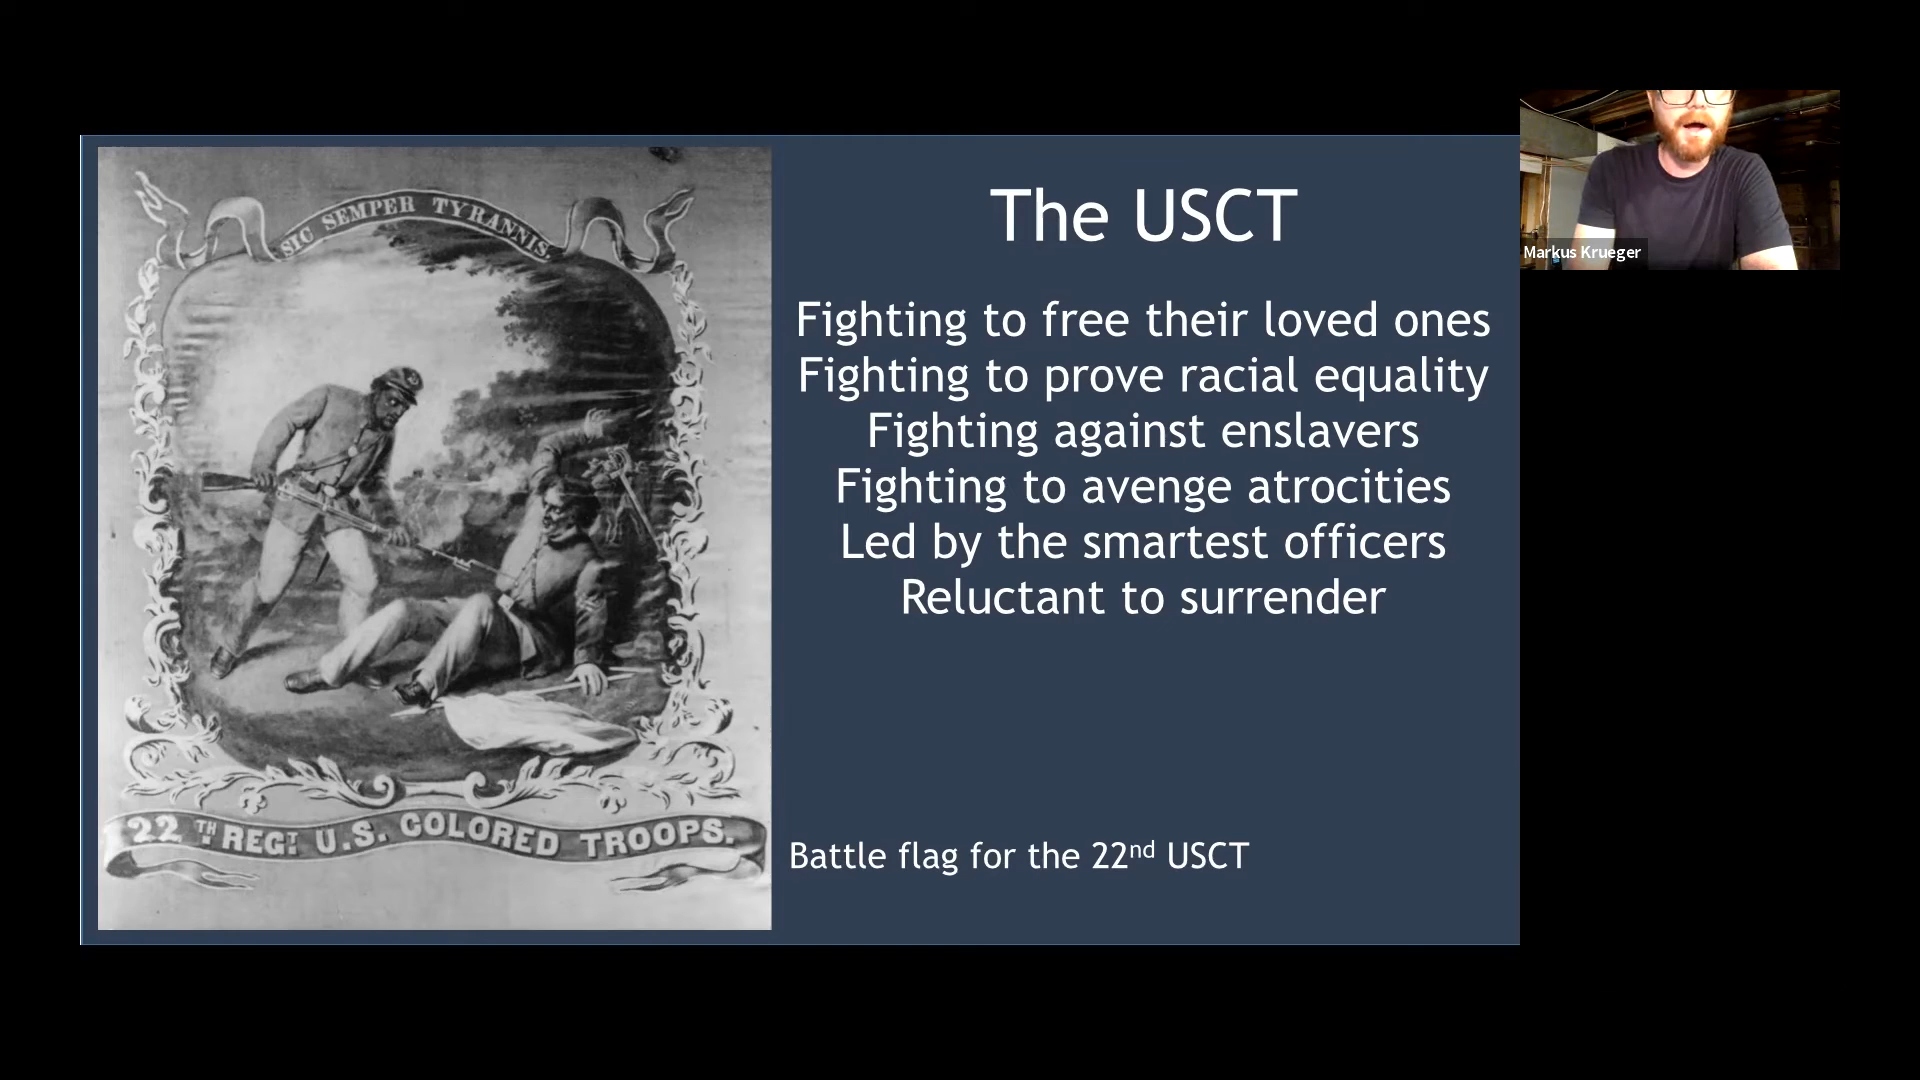 SIC SEMPER TYRANNIS.
22TH REGT U.S. COLORED TROOPS.
The USCT
Fighting to free their loved ones
Fighting to prove racial equality
Fighting against enslavers
Fighting to avenge atrocities
Led by the smartest officers
Reluctant to surrender
Battle flag for the 22nd USCT
Markus Krueger